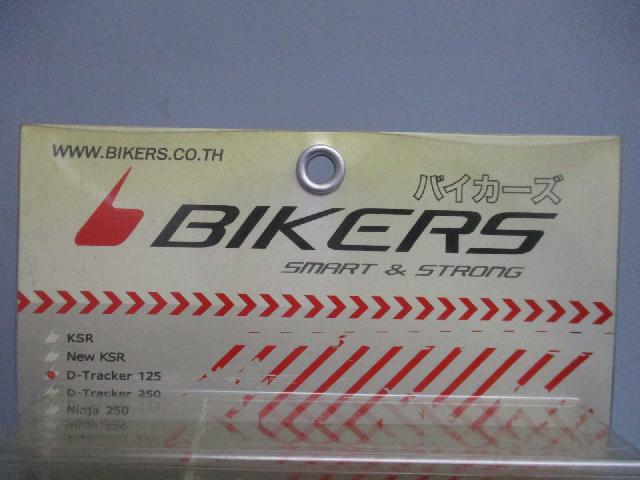 WWW.BIKERS.CO.TH
バイカーズ
BIKERS
SMART & STRONG
KSR
New KSR
D-Tracker 125
D-Tracker 250
Ninja 250